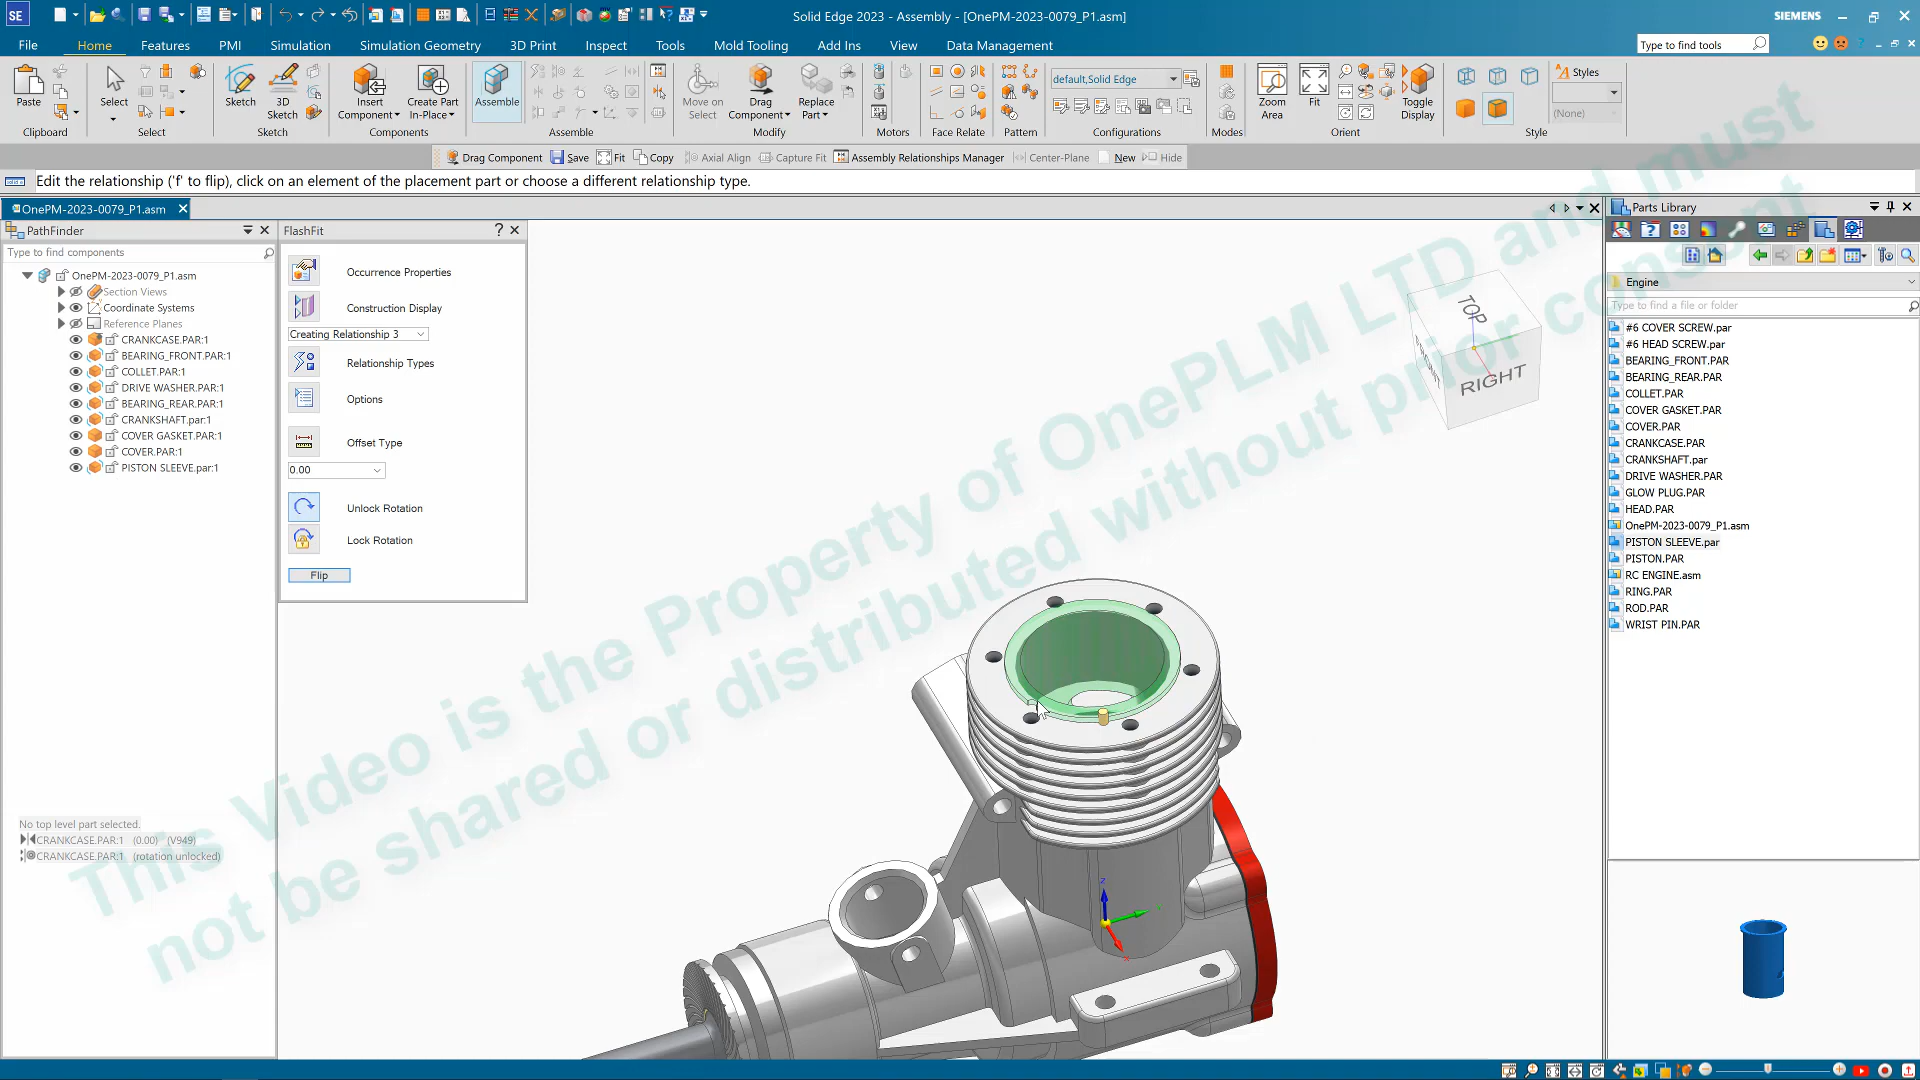 Solid Edge 2023 - Assembly - [OnePM-2023-0079_P1.asm]
SIEMENS
SE
File Home Features PMI Simulation Simulation Geometry 3D Print Inspect Tools Mold Tooling Add Ins View Data Management
Type to find tools
Paste
Select
Sketch
3D Sketch
Insert Component
Create Part In-Place
Assemble
Move on Select
Drag Component
Replace Part
default,Solid Edge
Zoom Area
Fit
Toggle Display
Styles
(None)
Clipboard Select Sketch Components Assemble Modify Motors Face Relate Pattern Configurations Modes Orient Style
Drag Component Save Fit Copy Axial Align Capture Fit Assembly Relationships Manager Center-Plane New Hide
Edit the relationship ('f' to flip), click on an element of the placement part or choose a different relationship type.
OnePM-2023-0079_P1.asm
PathFinder
Type to find components
OnePM-2023-0079_P1.asm
Section Views
Coordinate Systems
Reference Planes
CRANKCASE.PAR:1
BEARING_FRONT.PAR:1
COLLET.PAR:1
DRIVE WASHER.PAR:1
BEARING_REAR.PAR:1
CRANKSHAFT.par:1
COVER GASKET.PAR:1
COVER.PAR:1
PISTON SLEEVE.par:1
No top level part selected.
CRANKCASE.PAR:1 (0.00) (V949)
CRANKCASE.PAR:1 (rotation unlocked)
FlashFit
?
Occurrence Properties
Construction Display
Creating Relationship 3
Relationship Types
Options
Offset Type
0.00
Unlock Rotation
Lock Rotation
Flip
TOP
FRONT
RIGHT
Z
Y
X
Parts Library
Engine
Type to find a file or folder
#6 COVER SCREW.par
#6 HEAD SCREW.par
BEARING_FRONT.PAR
BEARING_REAR.PAR
COLLET.PAR
COVER GASKET.PAR
COVER.PAR
CRANKCASE.PAR
CRANKSHAFT.par
DRIVE WASHER.PAR
GLOW PLUG.PAR
HEAD.PAR
OnePM-2023-0079_P1.asm
PISTON SLEEVE.par
PISTON.PAR
RC ENGINE.asm
RING.PAR
ROD.PAR
WRIST PIN.PAR
This Video is the Property of OnePLM LTD and must
not be shared or distributed without prior consent